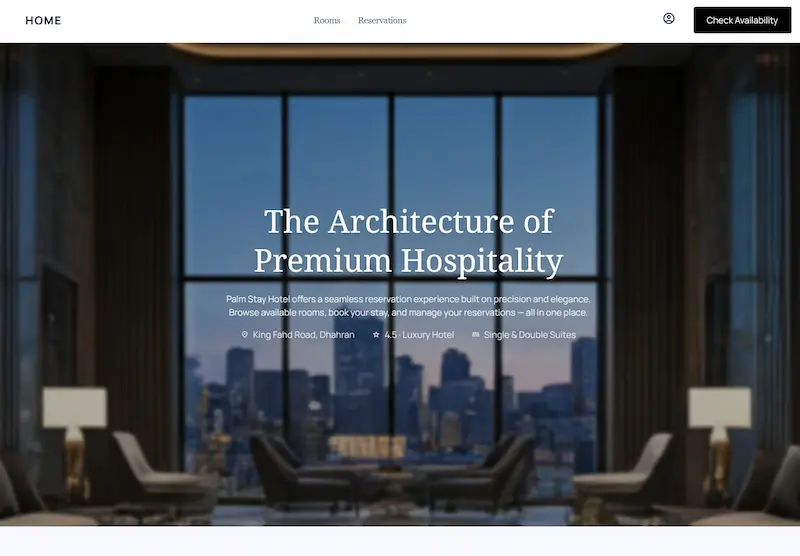 HOME
Rooms
Reservations
Check Availability
The Architecture of
Premium Hospitality
Palm Stay Hotel offers a seamless reservation experience built on precision and elegance.
Browse available rooms, book your stay, and manage your reservations — all in one place.
King Fahd Road, Dhahran
4.5 · Luxury Hotel
Single & Double Suites